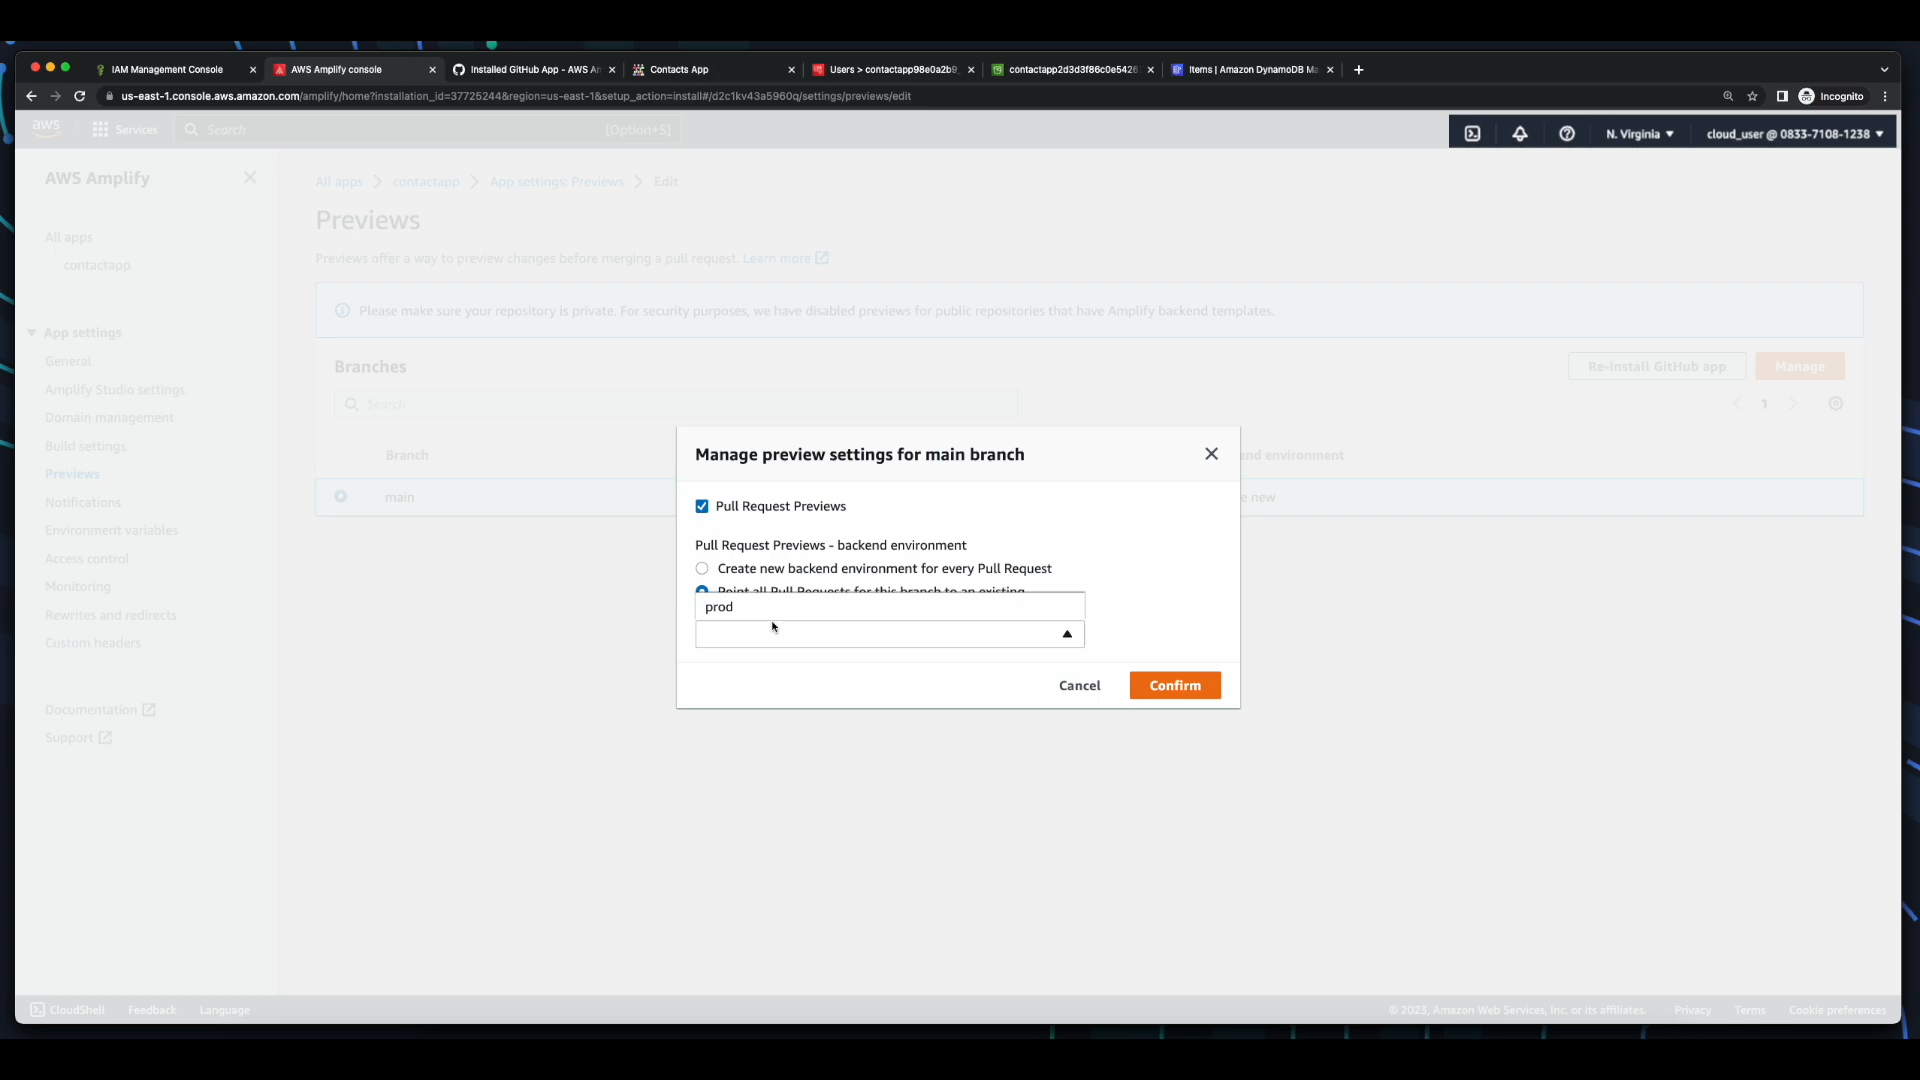 IAM Management Console
AWS Amplify console
Installed GitHub App - AWS Am
Contacts App
Users > contactapp98e0a2b9_
contactapp2d3d3f86c0e5426
Items | Amazon DynamoDB Ma
us-east-1.console.aws.amazon.com/amplify/home?installation_id=37725244&region=us-east-1&setup_action=install#/d2c1kv43a5960q/settings/previews/edit
Incognito
aws
Services
Search
[Option+S]
N. Virginia
cloud_user @ 0833-7108-1238
AWS Amplify
All apps
contactapp
App settings
General
Amplify Studio settings
Domain management
Build settings
Previews
Notifications
Environment variables
Access control
Monitoring
Rewrites and redirects
Custom headers
Documentation
Support
All apps > contactapp > App settings: Previews > Edit
Previews
Previews offer a way to preview changes before merging a pull request. Learn more
Please make sure your repository is private. For security purposes, we have disabled previews for public repositories that have Amplify backend templates.
Branches
Re-install GitHub app
Manage
Search
1
Branch
end environment
main
e new
Manage preview settings for main branch
Pull Request Previews
Pull Request Previews - backend environment
Create new backend environment for every Pull Request
Point all Pull Requests for this branch to an existing
prod
Cancel
Confirm
CloudShell
Feedback
Language
© 2023, Amazon Web Services, Inc. or its affiliates.
Privacy
Terms
Cookie preferences